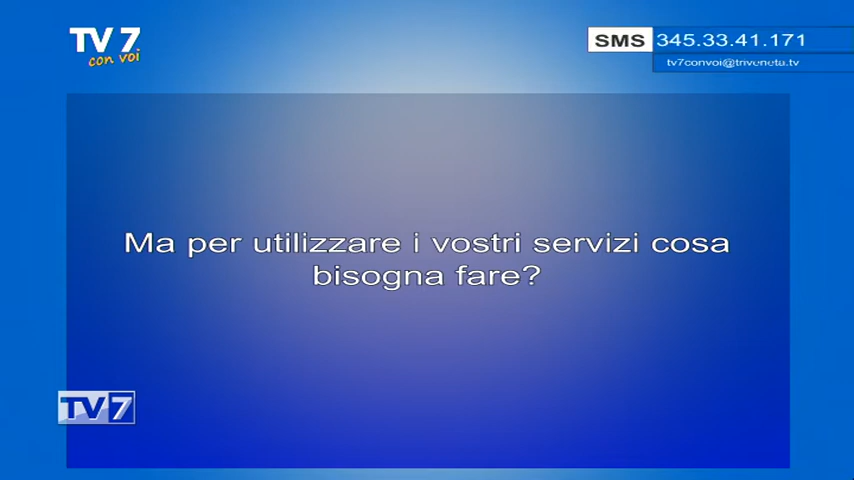 TV 7
con voi
SMS 345.33.41.171
tv7convoi@trivenetu.tv
Ma per utilizzare i vostri servizi cosa
bisogna fare?
TV7